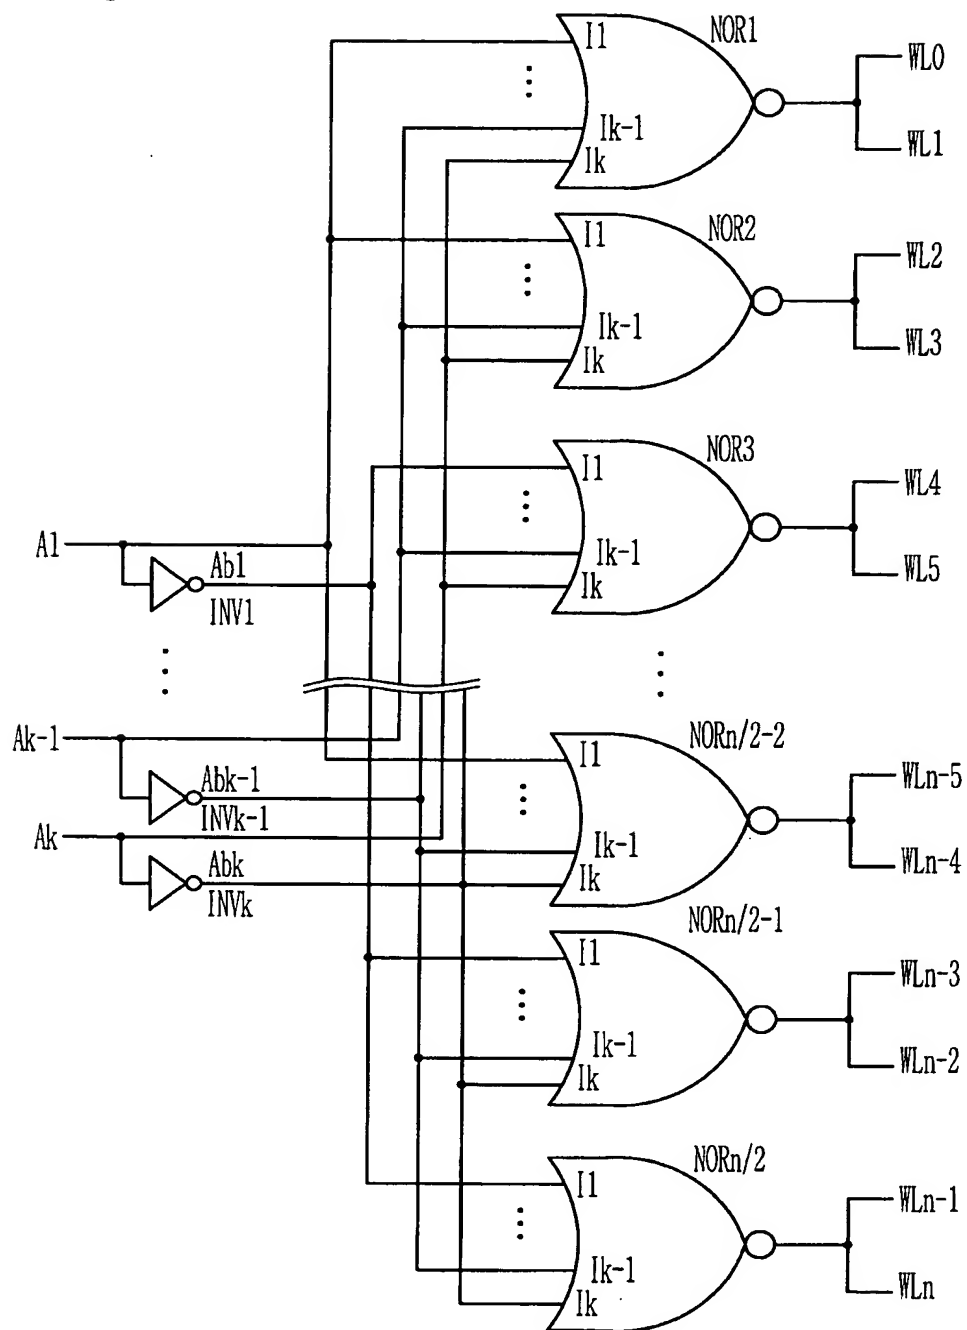 NOR1
I1
Ik-1
Ik
WL0
WL1
NOR2
I1
Ik-1
Ik
WL2
WL3
NOR3
I1
Ik-1
Ik
WL4
WL5
A1
Ab1
INV1
Ak-1
Abk-1
INVk-1
Ak
Abk
INVk
NORn/2-2
I1
Ik-1
Ik
WLn-5
WLn-4
NORn/2-1
I1
Ik-1
Ik
WLn-3
WLn-2
NORn/2
I1
Ik-1
Ik
WLn-1
WLn